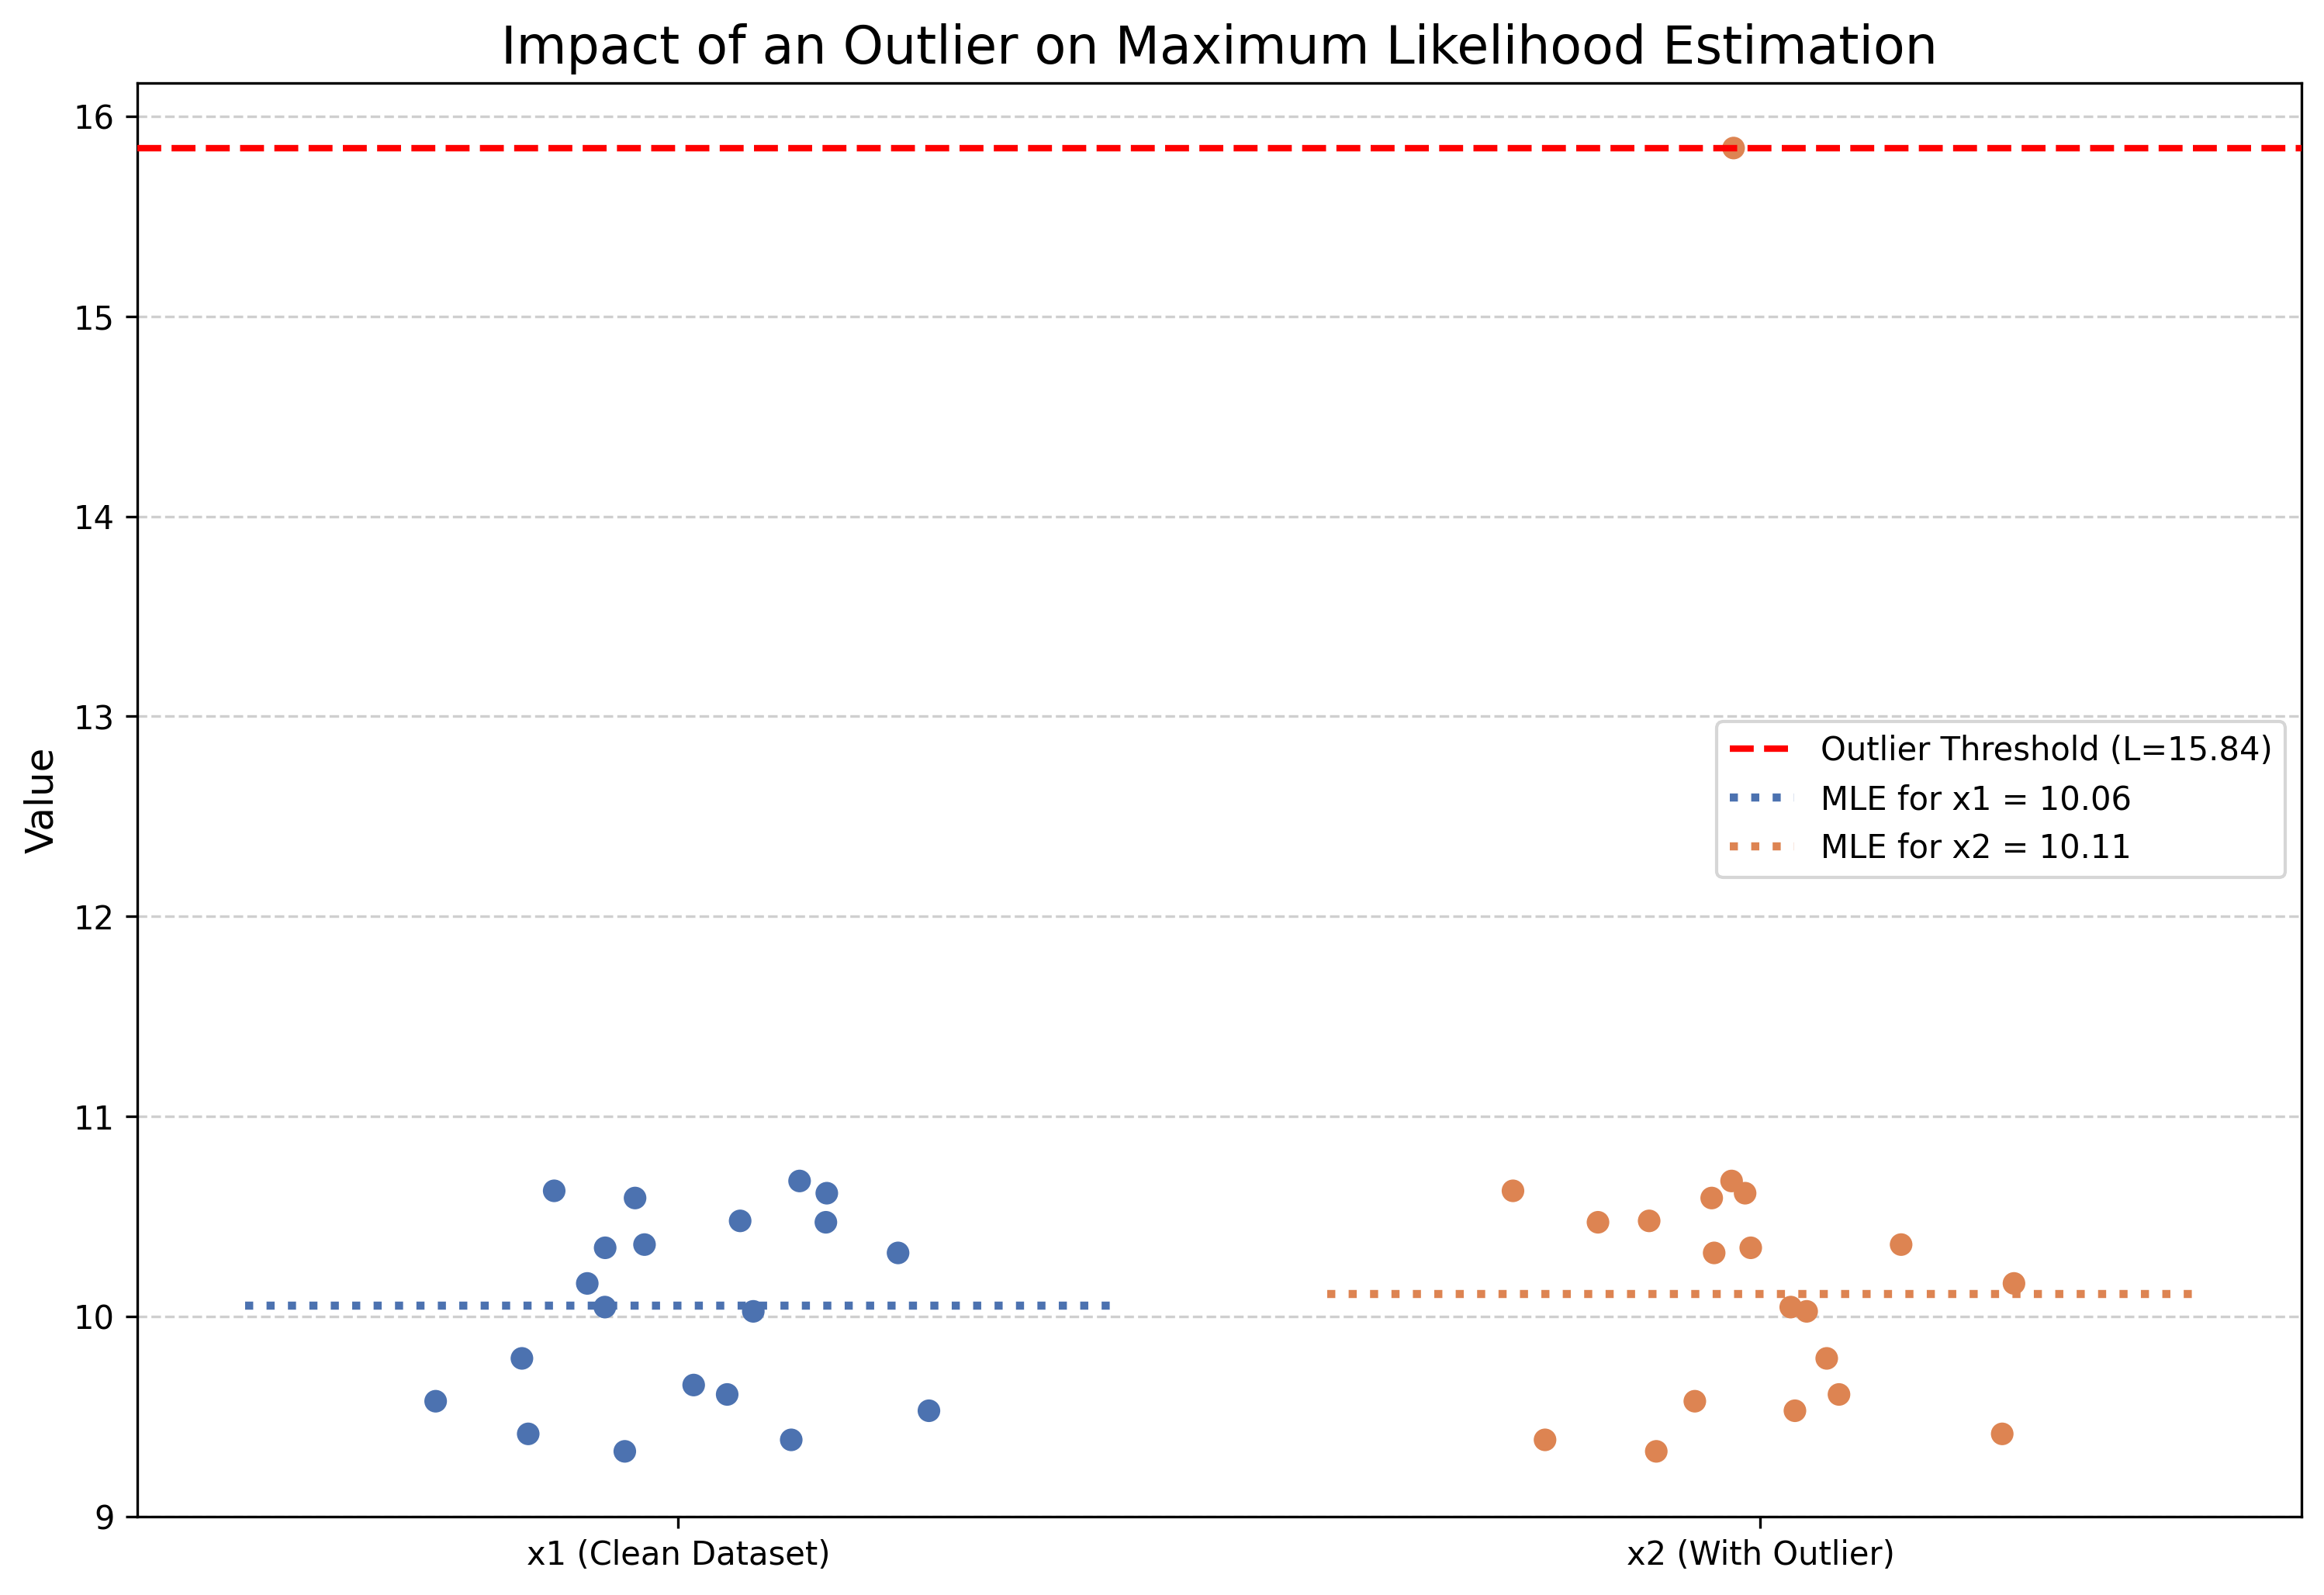 Impact of an Outlier on Maximum Likelihood Estimation
Value
16
15
14
13
12
11
10
9
Outlier Threshold (L=15.84)
MLE for x1 = 10.06
MLE for x2 = 10.11
x1 (Clean Dataset)
x2 (With Outlier)